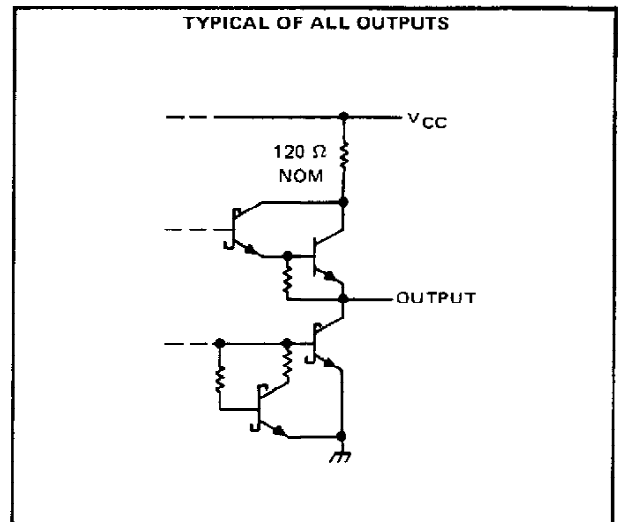 TYPICAL OF ALL OUTPUTS
VCC
120 Ω
NOM
OUTPUT